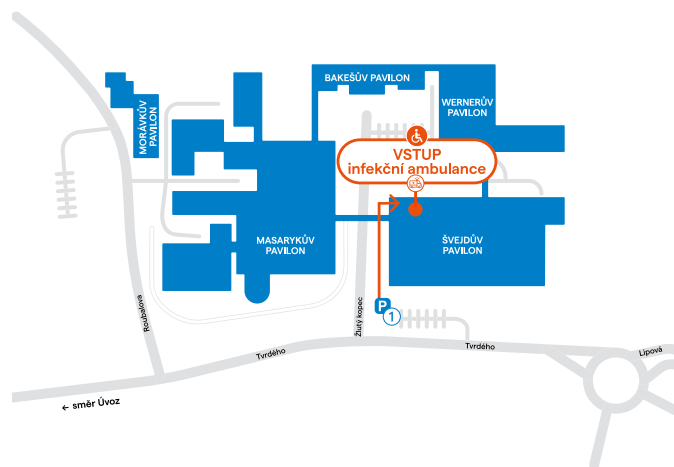 BAKEŠŮV PAVILON
WERNERŮV
PAVILON
MORÁVKŮV
PAVILON
VSTUP
infekční ambulance
MASARYKŮV
PAVILON
ŠVEJDŮV
PAVILON
P
1
Roubalova
Žlutý kopec
Tvrdého
Tvrdého
Lipová
← směr Úvoz